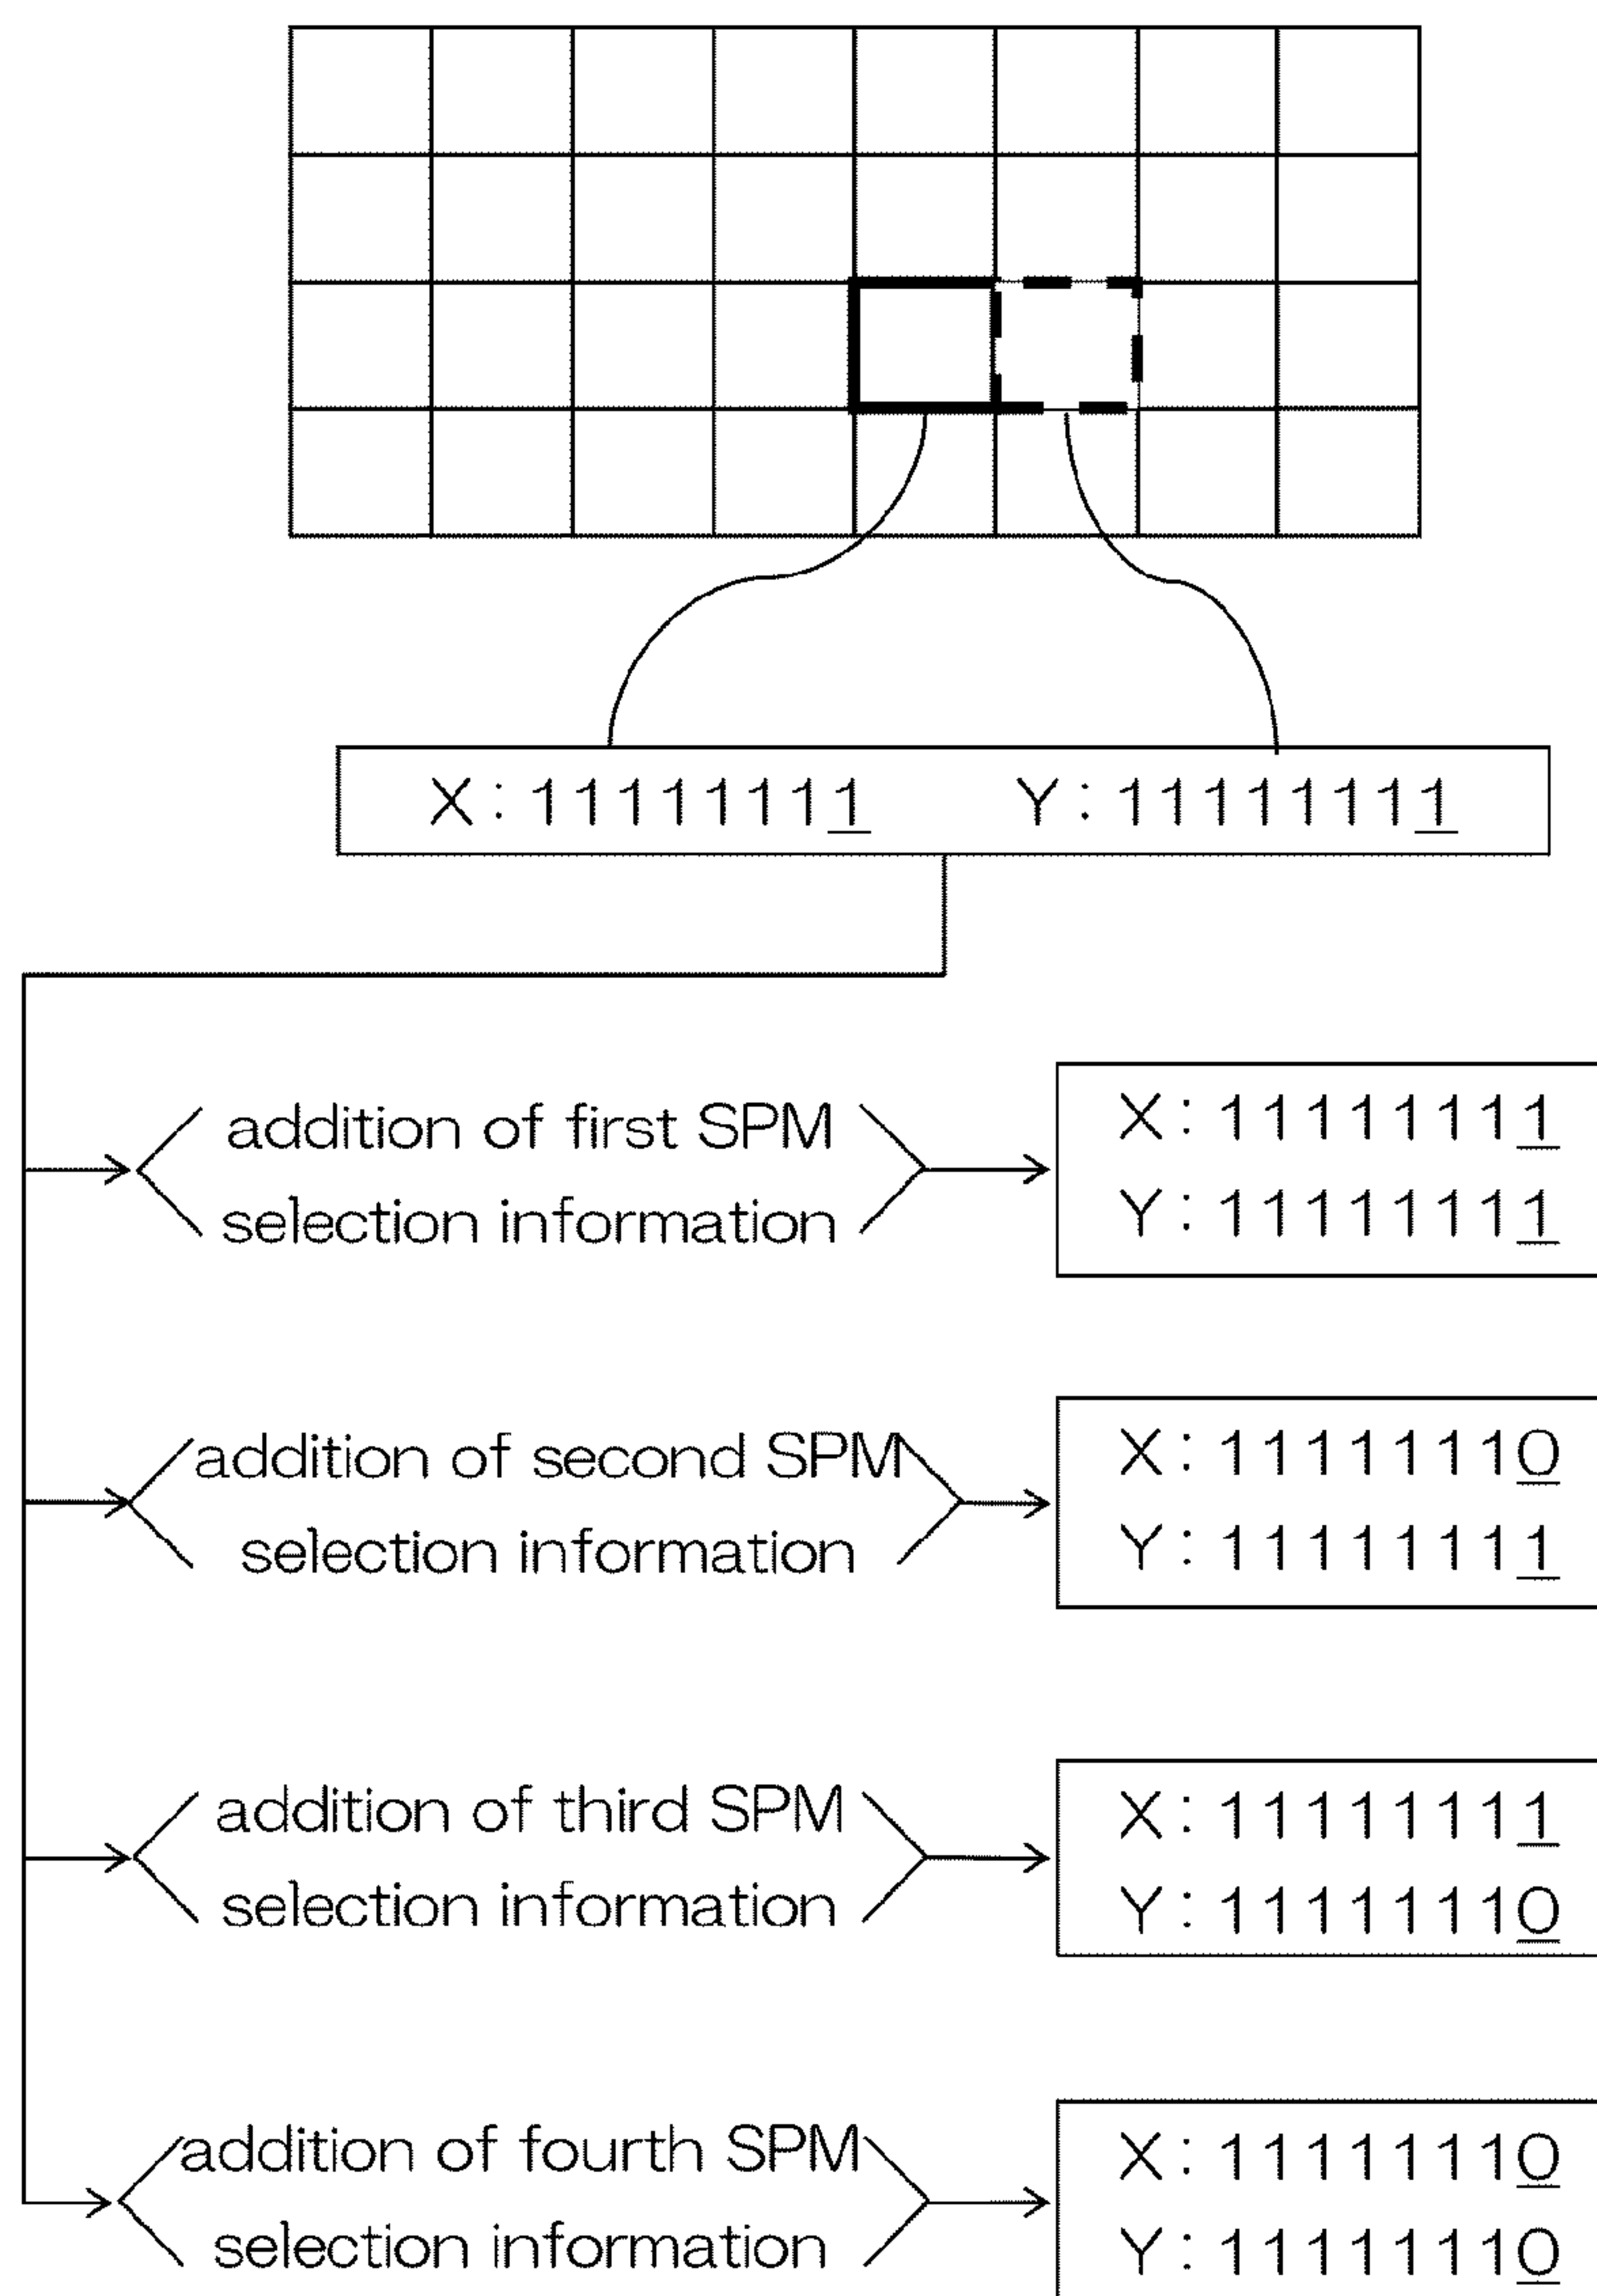 X: 11111111 Y: 11111111
addition of first SPM
selection information
X: 11111111
Y: 11111111
addition of second SPM
selection information
X: 11111110
Y: 11111111
addition of third SPM
selection information
X: 11111111
Y: 11111110
addition of fourth SPM
selection information
X: 11111110
Y: 11111110